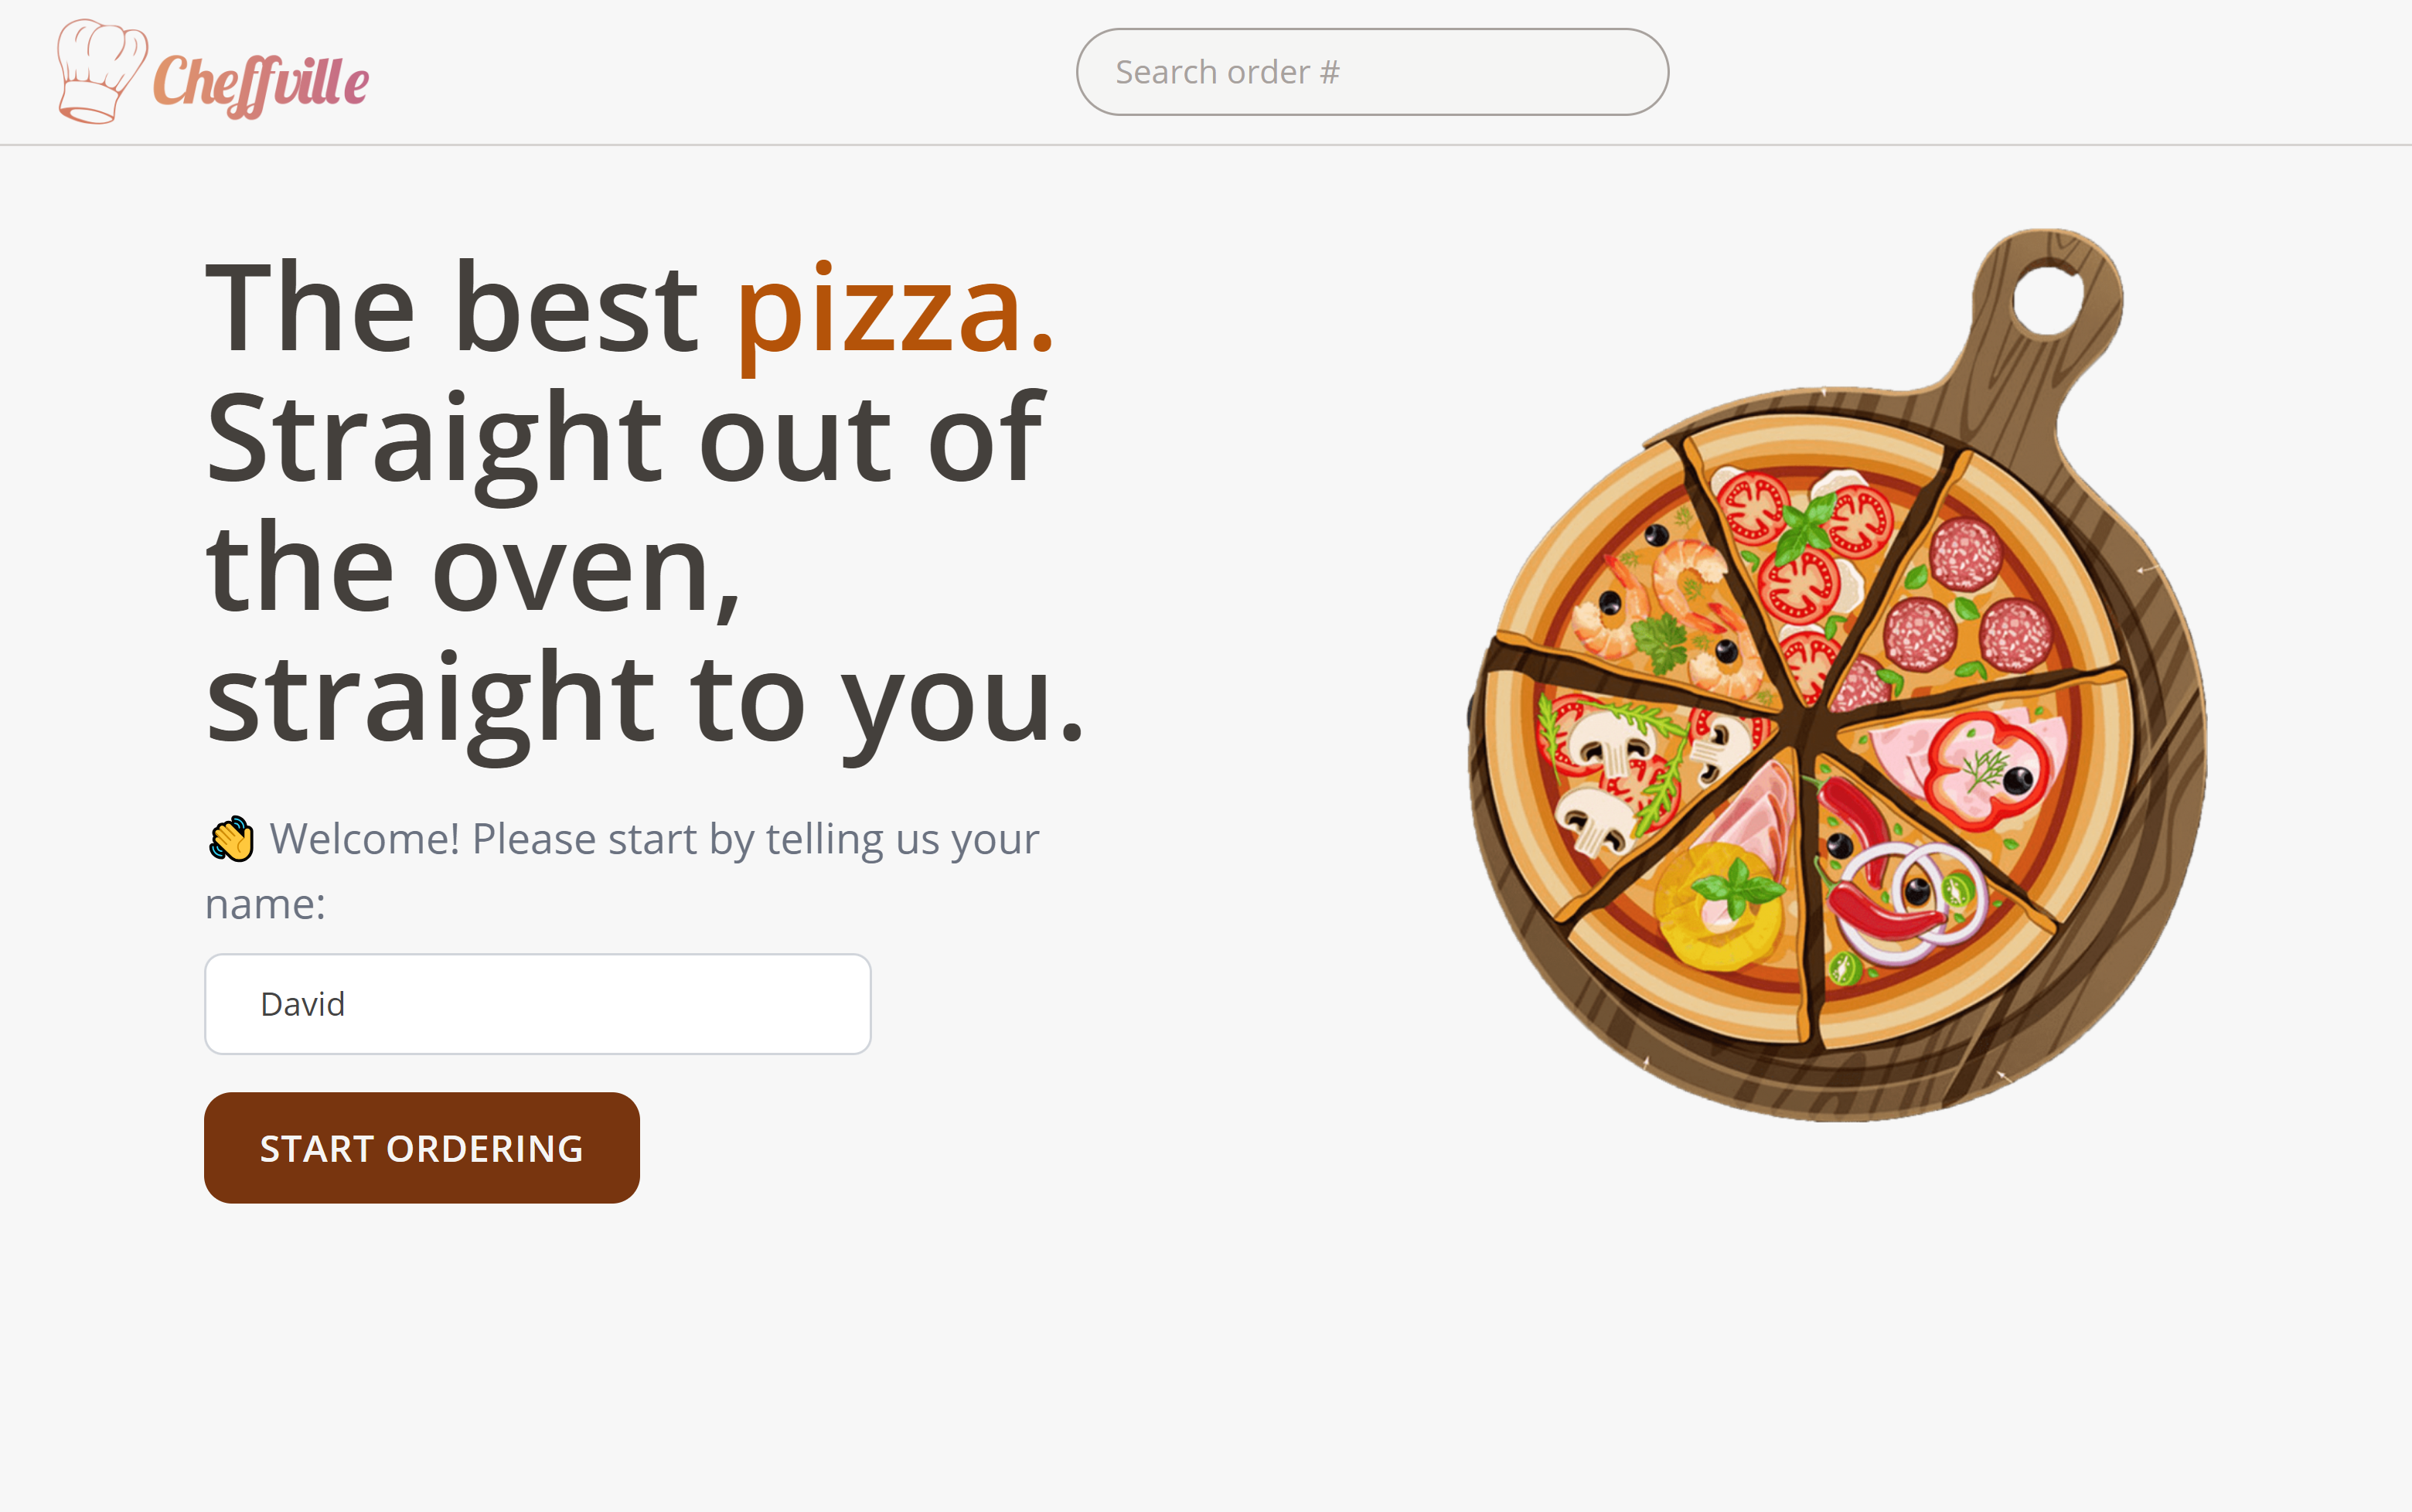 Cheffville
Search order #
The best pizza.
Straight out of
the oven,
straight to you.
👋 Welcome! Please start by telling us your
name:
David
START ORDERING